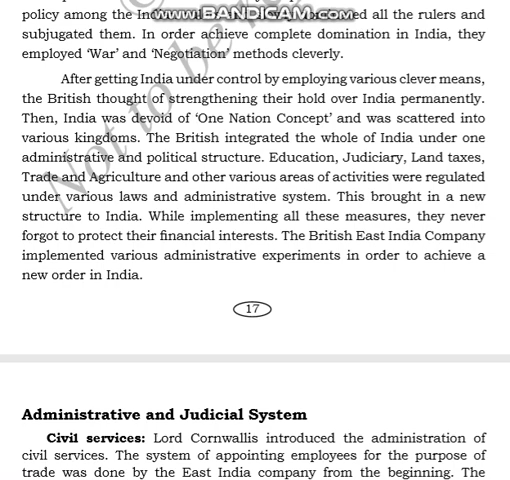 policy among the
www.BANDICAM.com
ed all the rulers and
subjugated them. In order achieve complete domination in India, they
employed ‘War’ and ‘Negotiation’ methods cleverly.
After getting India under control by employing various clever means,
the British thought of strengthening their hold over India permanently.
Then, India was devoid of ‘One Nation Concept’ and was scattered into
various kingdoms. The British integrated the whole of India under one
administrative and political structure. Education, Judiciary, Land taxes,
Trade and Agriculture and other various areas of activities were regulated
under various laws and administrative system. This brought in a new
structure to India. While implementing all these measures, they never
forgot to protect their financial interests. The British East India Company
implemented various administrative experiments in order to achieve a
new order in India.
Not to be
17
Administrative and Judicial System
Civil services: Lord Cornwallis introduced the administration of
civil services. The system of appointing employees for the purpose of
trade was done by the East India company from the beginning. The